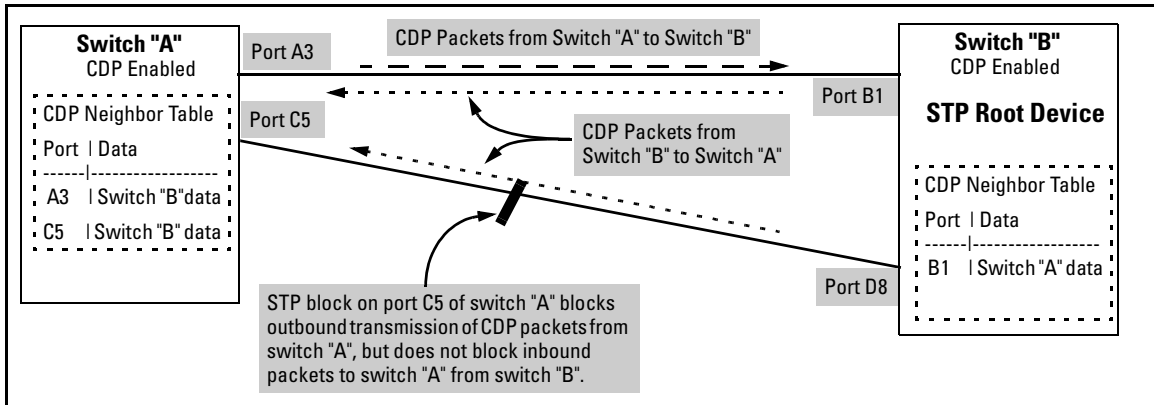 Switch "A"
CDP Enabled
CDP Neighbor Table
Port | Data
------|-------------------
A3 | Switch "B"data
C5 | Switch "B" data
Port A3
Port C5
CDP Packets from Switch "A" to Switch "B"
CDP Packets from
Switch "B" to Switch "A"
STP block on port C5 of switch "A" blocks
outbound transmission of CDP packets from
switch "A", but does not block inbound
packets to switch "A" from switch "B".
Port B1
Port D8
Switch "B"
CDP Enabled
STP Root Device
CDP Neighbor Table
Port | Data
------|-------------------
B1 | Switch "A" data